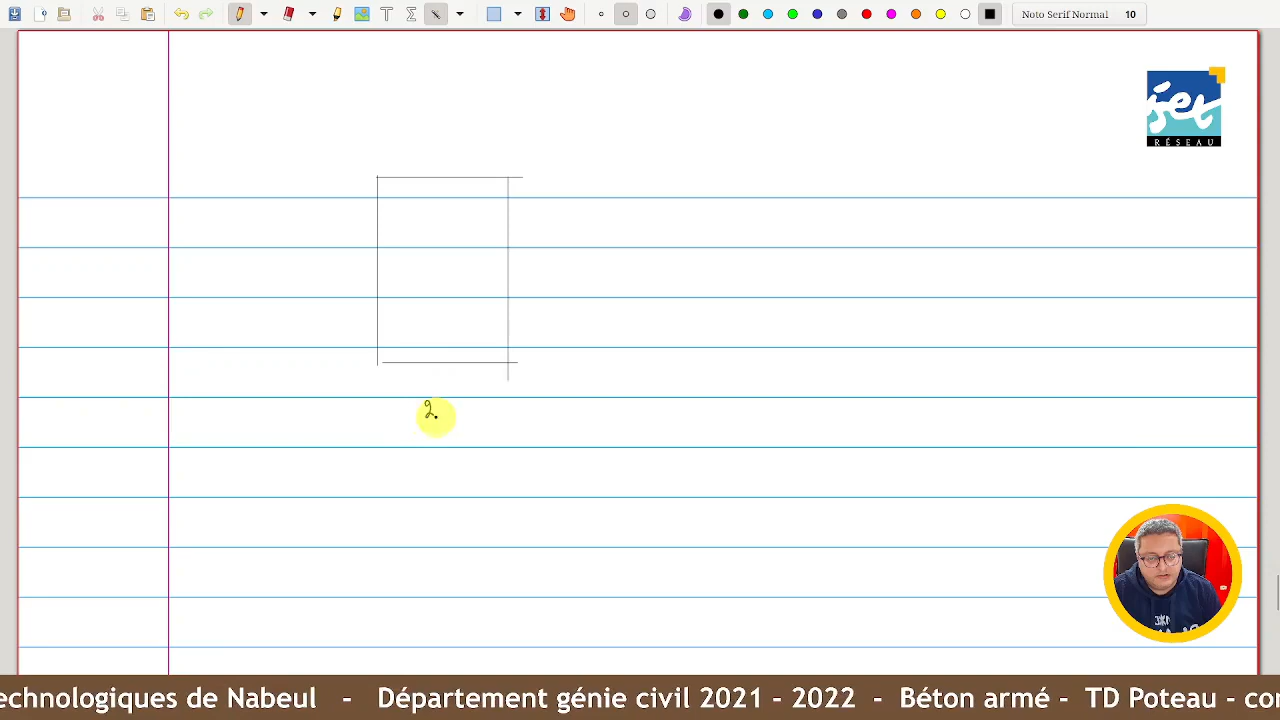 Noto Serif Normal 10
iset
RÉSEAU
2
echnologiques de Nabeul - Département génie civil 2021 - 2022 - Béton armé - TD Poteau - co